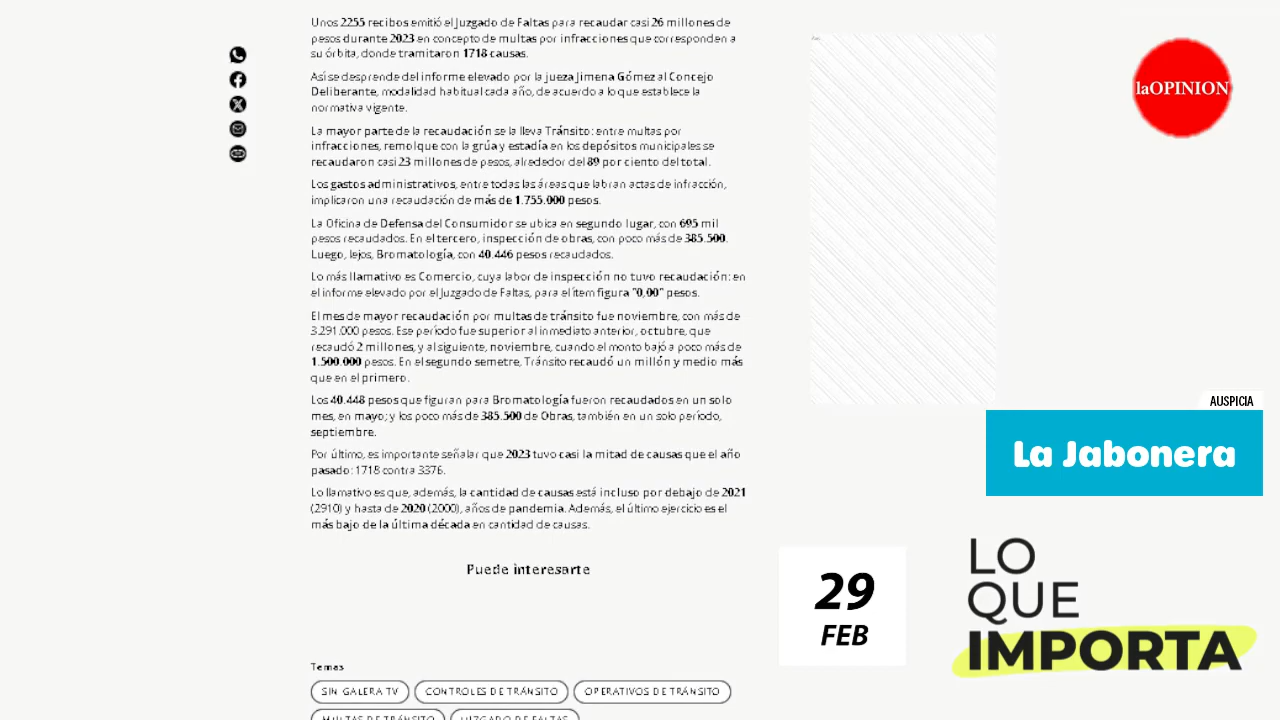 Unos 2255 recibos emitió el Juzgado de Faltas para recaudar casi 26 millones de
pesos durante 2023 en concepto de multas por infracciones que corresponden a
su órbita, donde tramitaron 1718 causas.
Así se desprende del informe elevado por la jueza Jimena Gómez al Concejo
Deliberante, modalidad habitual cada año, de acuerdo a lo que establece la
normativa vigente.
La mayor parte de la recaudación se la lleva Tránsito: entre multas por
infracciones, remolque con la grúa y estadía en los depósitos municipales se
recaudaron casi 23 millones de pesos, alrededor del 89 por ciento del total.
Los gastos administrativos, entre todas las áreas que labran actas de infracción,
implicaron una recaudación de más de 1.755.000 pesos.
La Oficina de Defensa del Consumidor se ubica en segundo lugar, con 695 mil
pesos recaudados. En el tercero, inspección de obras, con poco más de 385.500.
Luego, lejos, Bromatología, con 40.446 pesos recaudados.
Lo más llamativo es Comercio, cuya labor de inspección no tuvo recaudación: en
el informe elevado por el Juzgado de Faltas, para el ítem figura "0,00" pesos.
El mes de mayor recaudación por multas de tránsito fue noviembre, con más de
3.291.000 pesos. Ese período fue superior al inmediato anterior, octubre, que
recaudó 2 millones, y al siguiente, noviembre, cuando el monto bajó a poco más de
1.500.000 pesos. En el segundo semetre, Tránsito recaudó un millón y medio más
que en el primero.
Los 40.448 pesos que figuran para Bromatología fueron recaudados en un solo
mes, en mayo; y los poco más de 385.500 de Obras, también en un solo período,
septiembre.
Por último, es importante señalar que 2023 tuvo casi la mitad de causas que el año
pasado: 1718 contra 3376.
Lo llamativo es que, además, la cantidad de causas está incluso por debajo de 2021
(2910) y hasta de 2020 (2000), años de pandemia. Además, el último ejercicio es el
más bajo de la última década en cantidad de causas.
Puede interesarte
Temas
SIN GALERA TV
CONTROLES DE TRÁNSITO
OPERATIVOS DE TRÁNSITO
MULTAS DE TRÁNSITO
JUZGADO DE FALTAS
laOPINION
AUSPICIA
La Jabonera
29
FEB
LO
QUE
IMPORTA